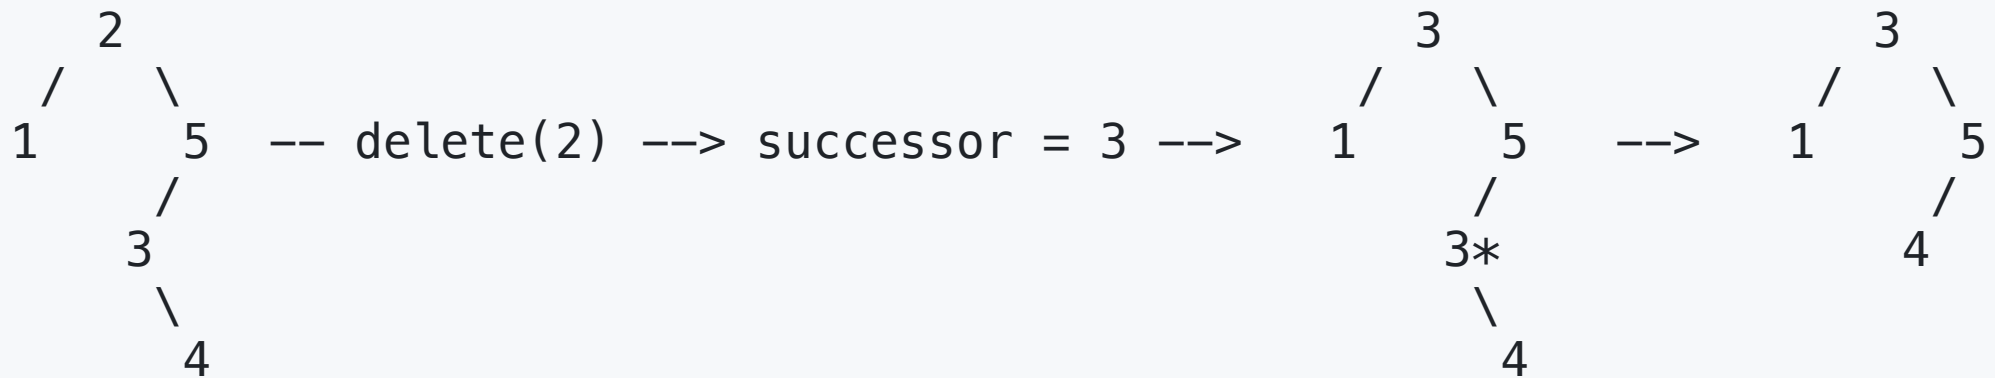 2                                              3               3
 /   \                                          /   \           /   \
1     5  -- delete(2) --> successor = 3 -->   1     5   -->   1     5
     /                                              /               /
    3                                              3*              4
     \                                              \
      4                                              4